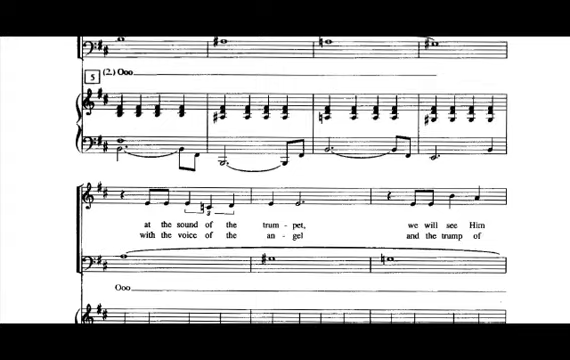 5 (2.) Ooo
at the sound of the trum - pet, we will see Him
3
with the voice of the an - gel and the trump of
Ooo